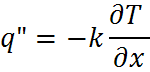 q" = −k ∂T/∂x